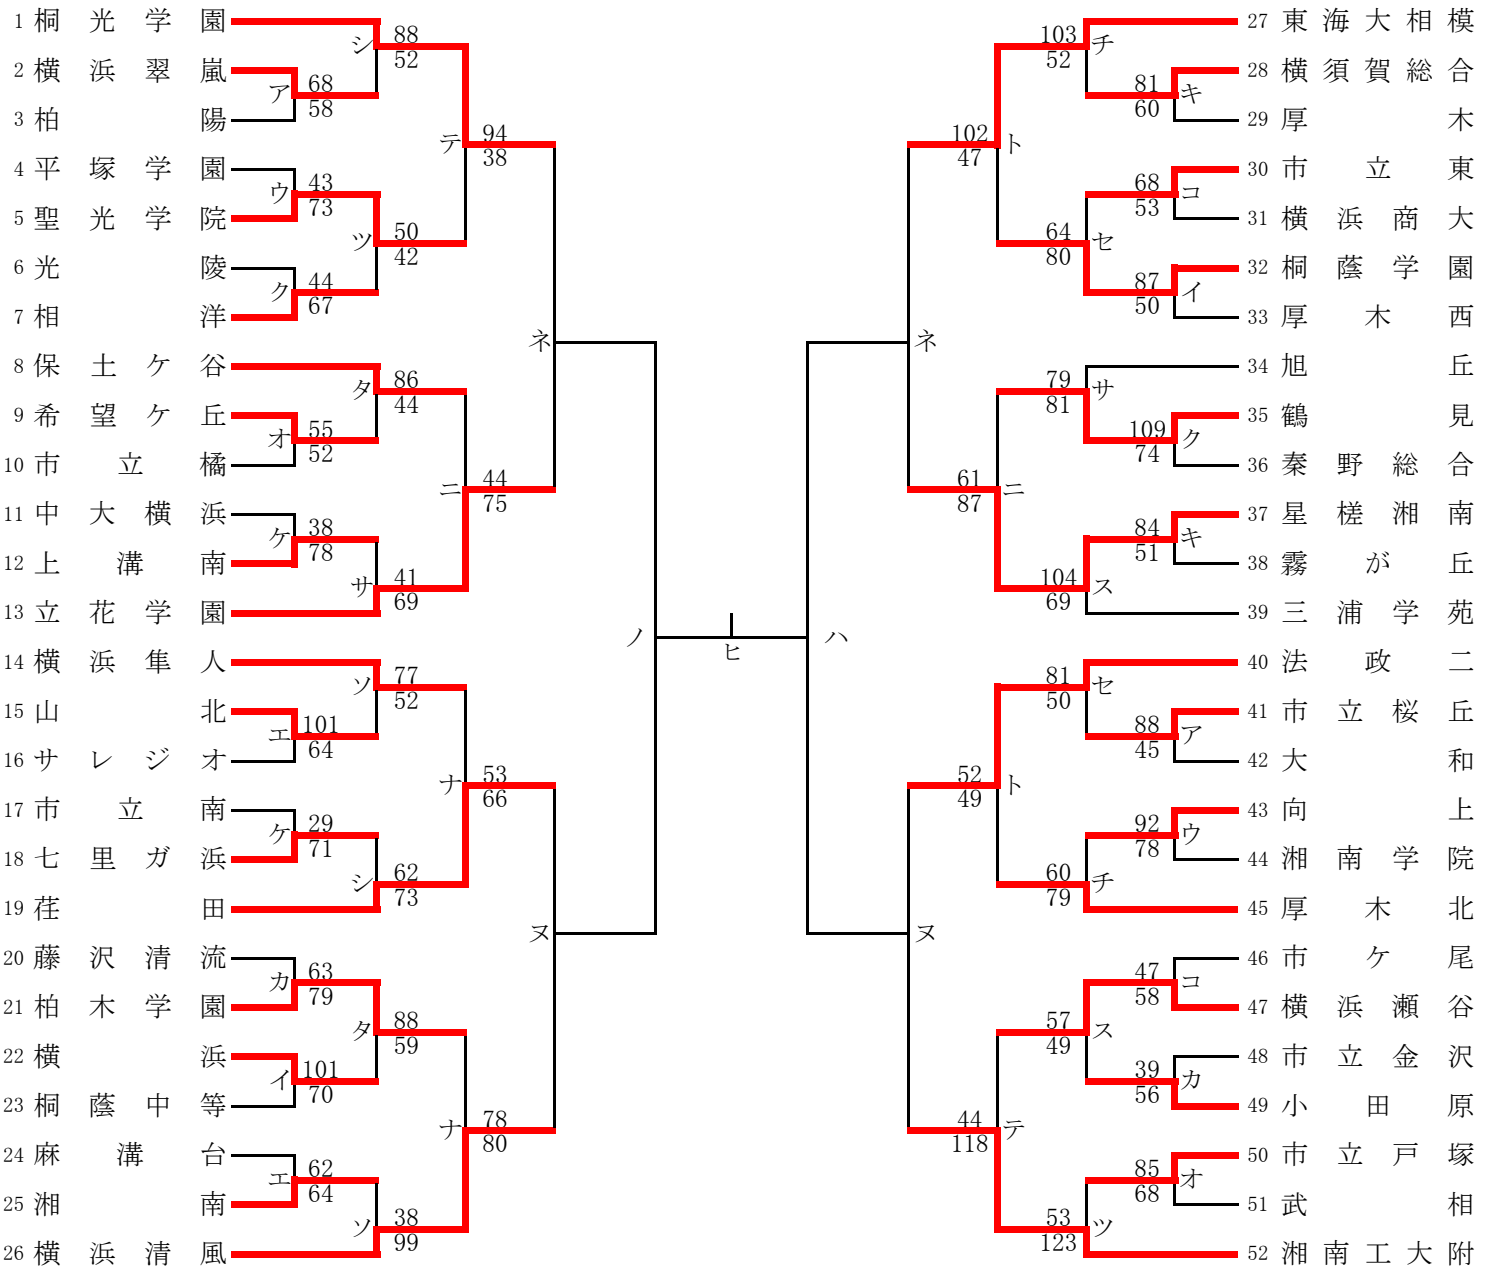 1 桐光学園
2 横浜翠嵐
3 柏陽
4 平塚学園
5 聖光学院
6 光陵
7 相洋
8 保土ケ谷
9 希望ケ丘
10 市立橘
11 中大横浜
12 上溝南
13 立花学園
14 横浜隼人
15 山北
16 サレジオ
17 市立南
18 七里ガ浜
19 荏田
20 藤沢清流
21 柏木学園
22 横浜
23 桐蔭中等
24 麻溝台
25 湘南
26 横浜清風
ア 68 58
ウ 43 73
ク 44 67
オ 55 52
ケ 38 78
エ 101 64
ケ 29 71
カ 63 79
イ 101 70
エ 62 64
シ 88 52
ツ 50 42
タ 86 44
サ 41 69
ソ 77 52
シ 62 73
タ 88 59
ソ 38 99
テ 94 38
ニ 44 75
ナ 53 66
ナ 78 80
ネ
ヌ
ノ
ヒ
ハ
ネ
ヌ
102 47 ト
61 87 ニ
52 49 ト
44 118 テ
103 52 チ
64 80 セ
79 81 サ
104 69 ス
81 50 セ
60 79 チ
57 49 ス
53 123 ツ
81 60 キ
68 53 コ
87 50 イ
109 74 ク
84 51 キ
88 45 ア
92 78 ウ
47 58 コ
39 56 カ
85 68 オ
27 東海大相模
28 横須賀総合
29 厚木
30 市立東
31 横浜商大
32 桐蔭学園
33 厚木西
34 旭丘
35 鶴見
36 秦野総合
37 星槎湘南
38 霧が丘
39 三浦学苑
40 法政二
41 市立桜丘
42 大和
43 向上
44 湘南学院
45 厚木北
46 市ケ尾
47 横浜瀬谷
48 市立金沢
49 小田原
50 市立戸塚
51 武相
52 湘南工大附